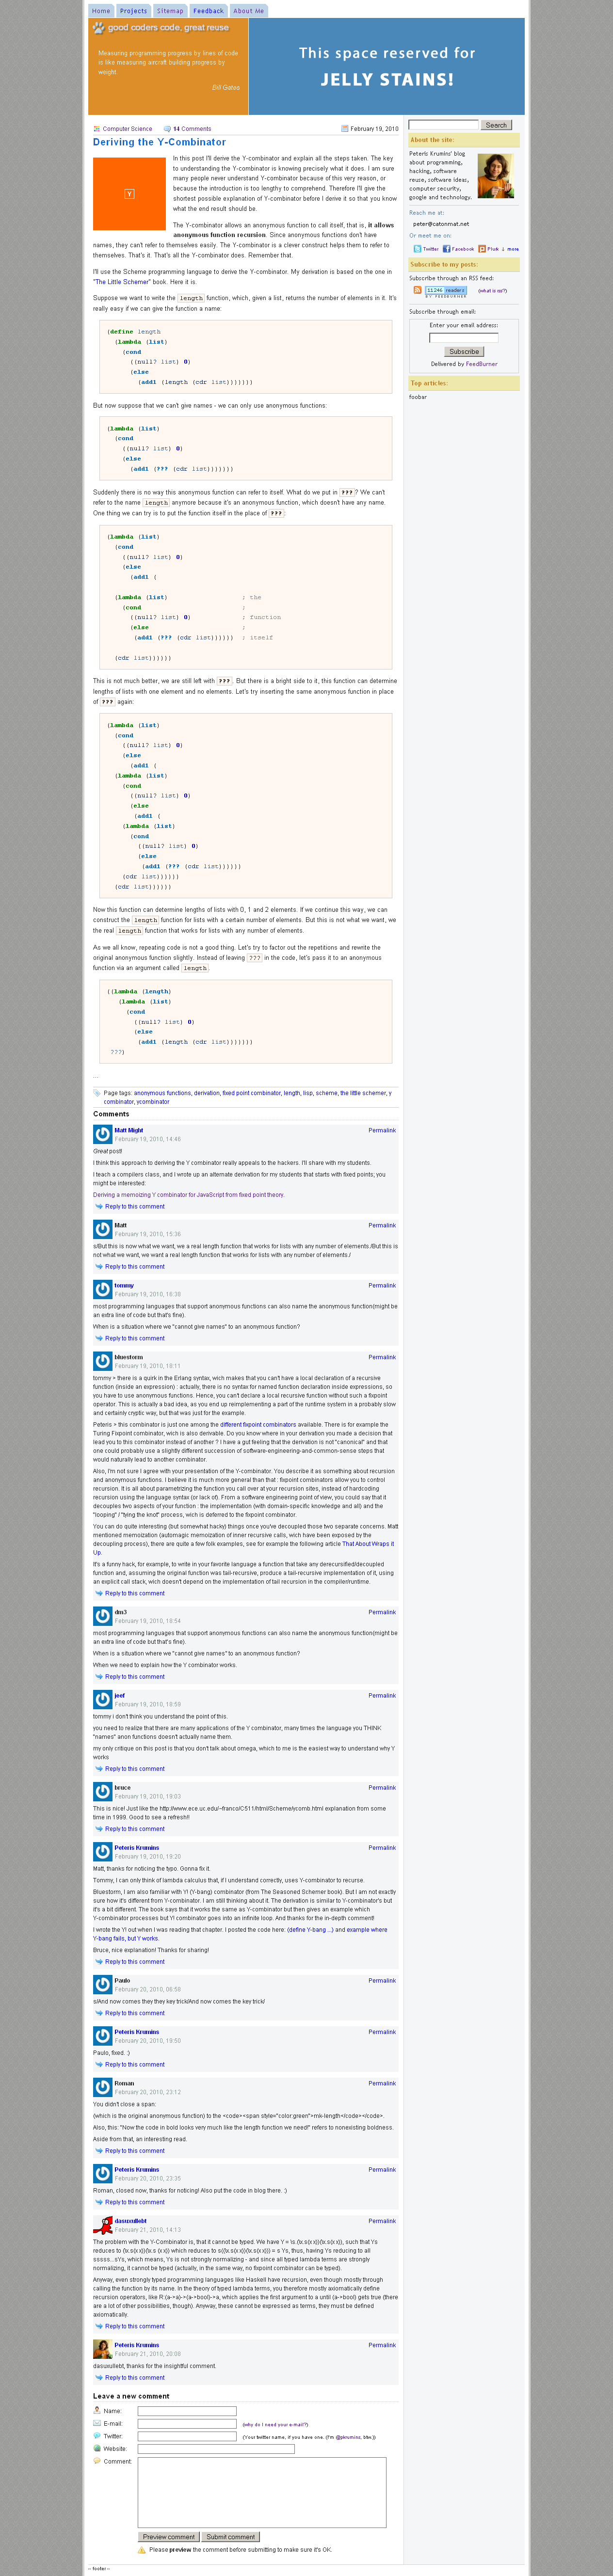 Home Projects Sitemap Feedback About Me
good coders code, great reuse
Measuring programming progress by lines of code
is like measuring aircraft building progress by
weight.
Bill Gates
This space reserved for
JELLY STAINS!
Computer Science 14 Comments February 19, 2010
Deriving the Y-Combinator
Y
In this post I'll derive the Y-combinator and explain all the steps taken. The key
to understanding the Y-combinator is knowing precisely what it does. I am sure
many people never understand Y-combinator because of this very reason, or
because the introduction is too lengthy to comprehend. Therefore I'll give the
shortest possible explanation of Y-combinator before I derive it so that you know
what the end result should be.
The Y-combinator allows an anonymous function to call itself, that is, it allows
anonymous function recursion. Since anonymous functions don't have
names, they can't refer to themselves easily. The Y-combinator is a clever construct that helps them to refer to
themselves. That's it. That's all the Y-combinator does. Remember that.
I'll use the Scheme programming language to derive the Y-combinator. My derivation is based on the one in
"The Little Schemer" book. Here it is.
Suppose we want to write the length function, which, given a list, returns the number of elements in it. It's
really easy if we can give the function a name:
(define length
(lambda (list)
(cond
((null? list) 0)
(else
(add1 (length (cdr list)))))))
But now suppose that we can't give names - we can only use anonymous functions:
(lambda (list)
(cond
((null? list) 0)
(else
(add1 (??? (cdr list))))))
Suddenly there is no way this anonymous function can refer to itself. What do we put in ???? We can't
refer to the name length anymore because it's an anonymous function, which doesn't have any name.
One thing we can try is to put the function itself in the place of ???:
(lambda (list)
(cond
((null? list) 0)
(else
(add1 (
(lambda (list) ; the
(cond ;
((null? list) 0) ; function
(else ;
(add1 (??? (cdr list)))))) ; itself
(cdr list))))))
This is not much better, we are still left with ???. But there is a bright side to it, this function can determine
lengths of lists with one element and no elements. Let's try inserting the same anonymous function in place
of ??? again:
(lambda (list)
(cond
((null? list) 0)
(else
(add1 (
(lambda (list)
(cond
((null? list) 0)
(else
(add1 (
(lambda (list)
(cond
((null? list) 0)
(else
(add1 (??? (cdr list))))))
(cdr list))))))
(cdr list))))))
Now this function can determine lengths of lists with 0, 1 and 2 elements. If we continue this way, we can
construct the length function for lists with a certain number of elements. But this is not what we want, we
the real length function that works for lists with any number of elements.
As we all know, repeating code is not a good thing. Let's try to factor out the repetitions and rewrite the
original anonymous function slightly. Instead of leaving ??? in the code, let's pass it to an anonymous
function via an argument called length.
((lambda (length)
(lambda (list)
(cond
((null? list) 0)
(else
(add1 (length (cdr list)))))))
???)
...
Page tags: anonymous functions, derivation, fixed point combinator, length, lisp, scheme, the little schemer, y
combinator, ycombinator
Comments
Matt Might Permalink
February 19, 2010, 14:46
Great post!
I think this approach to deriving the Y combinator really appeals to the hackers. I'll share it with my students.
I teach a compilers class, and I wrote up an alternate derivation for my students that starts with fixed points; you
might be interested:
Deriving a memoizing Y combinator for JavaScript from fixed point theory.
Reply to this comment
Matt Permalink
February 19, 2010, 15:36
s/But this is now what we want, we a real length function that works for lists with any number of elements./But this is
not what we want, we want a real length function that works for lists with any number of elements./
Reply to this comment
tommy Permalink
February 19, 2010, 16:38
most programming languages that support anonymous functions can also name the anonymous function(might be
an extra line of code but that's fine).
When is a situation where we "cannot give names" to an anonymous function?
Reply to this comment
bluestorm Permalink
February 19, 2010, 18:11
tommy > there is a quirk in the Erlang syntax, wich makes that you can't have a local declaration of a recursive
function (inside an expression) : actually, there is no syntax for named function declaration inside expressions, so
you have to use anonymous functions. Hence, you can't declare a local recursive function without such a fixpoint
operator. This is actually a bad idea, as you end up reimplementing a part of the runtime system in a probably slow
and certainly cryptic way, but that was just for the example.
Peteris > this combinator is just one among the different fixpoint combinators available. There is for example the
Turing Fixpoint combinator, wich is also derivable. Do you know where in your derivation you made a decision that
lead you to this combinator instead of another ? I have a gut feeling that this derivation is not "canonical" and that
one could probably use a slightly different succession of software-engineering-and-common-sense steps that
would naturally lead to another combinator.
Also, I'm not sure I agree with your presentation of the Y-combinator. You describe it as something about recursion
and anonymous functions. I believe it is much more general than that : fixpoint combinators allow you to control
recursion. It is all about parametrizing the function you call over at your recursion sites, instead of hardcoding
recursion using the language syntax (or lack of). From a software engineering point of view, you could say that it
decouples two aspects of your function : the implementation (with domain-specific knowledge and all) and the
"looping" / "tying the knot" process, wich is deferred to the fixpoint combinator.
You can do quite interesting (but somewhat hacky) things once you've decoupled those two separate concerns. Matt
mentioned memoization (automagic memoization of inner recursive calls, wich have been exposed by the
decoupling process), there are quite a few folk examples, see for example the following article That About Wraps it
Up.
It's a funny hack, for example, to write in your favorite language a function that take any derecursified/decoupled
function and, assuming the original function was tail-recursive, produce a tail-recursive implementation of it, using
an explicit call stack, wich doesn't depend on the implementation of tail recursion in the compiler/runtime.
Reply to this comment
dm3 Permalink
February 19, 2010, 18:54
most programming languages that support anonymous functions can also name the anonymous function(might be
an extra line of code but that's fine).
When is a situation where we "cannot give names" to an anonymous function?
When we need to explain how the Y combinator works.
Reply to this comment
jeef Permalink
February 19, 2010, 18:59
tommy i don't think you understand the point of this.
you need to realize that there are many applications of the Y combinator, many times the language you THINK
"names" anon functions doesn't actually name them.
my only critique on this post is that you don't talk about omega, which to me is the easiest way to understand why Y
works
Reply to this comment
bruce Permalink
February 19, 2010, 19:03
This is nice! Just like the http://www.ece.uc.edu/~franco/C511/html/Scheme/ycomb.html explanation from some
time in 1999. Good to see a refresh!!
Reply to this comment
Peteris Krumins Permalink
February 19, 2010, 19:20
Matt, thanks for noticing the typo. Gonna fix it.
Tommy, I can only think of lambda calculus that, if I understand correctly, uses Y-combinator to recurse.
Bluestorm, I am also familiar with Y! (Y-bang) combinator (from The Seasoned Schemer book). But I am not exactly
sure how it's different from Y-combinator. I am still thinking about it. The derivation is similar to Y-combinator's but
it's a bit different. The book says that it works the same as Y-combinator but then gives an example where
Y-combinator processes but Y! combinator goes into an infinite loop. And thanks for the in-depth comment!
I wrote the Y! out when I was reading that chapter. I posted the code here: (define Y-bang ...) and example where
Y-bang fails, but Y works.
Bruce, nice explanation! Thanks for sharing!
Reply to this comment
Paulo Permalink
February 20, 2010, 06:56
s/And now comes they they key trick/And now comes the key trick/
Reply to this comment
Peteris Krumins Permalink
February 20, 2010, 19:50
Paulo, fixed. :)
Reply to this comment
Roman Permalink
February 20, 2010, 23:12
You didn't close a span:
(which is the original anonymous function) to the <code><span style="color:green">mk-length</code></code>.
Also, this: "Now the code in bold looks very much like the length function we need!" refers to nonexisting boldness.
Aside from that, an interesting read.
Reply to this comment
Peteris Krumins Permalink
February 20, 2010, 23:35
Roman, closed now, thanks for noticing! Also put the code in blog there. :)
Reply to this comment
dasuxullebt Permalink
February 21, 2010, 14:13
The problem with the Y-Combinator is, that it cannot be typed. We have Y = \s.(\x.s(x x))(\x.s(x x)), such that Ys
reduces to (\x.s(x x))(\x.s (x x)) which reduces to s((\x.s(x x))(\x.s(x x))) = s Ys, thus, having Ys reducing to all
sssss...sYs, which means, Ys is not strongly normalizing - and since all typed lambda terms are strongly
normalizing, it cannot be typed (actually, in the same way, no fixpoint combinator can be typed).
Anyway, even strongly typed programming languages like Haskell have recursion, even though mostly through
calling the function by its name. In the theory of typed lambda terms, you therefore mostly axiomatically define
recursion operators, like R:(a->a)->(a->bool)->a, which applies the first argument to a until (a->bool) gets true (there
are a lot of other possibilities, though). Anyway, these cannot be expressed as terms, they must be defined
axiomatically.
Reply to this comment
Peteris Krumins Permalink
February 21, 2010, 20:08
dasuxullebt, thanks for the insightful comment.
Reply to this comment
Leave a new comment
Name:
E-mail: (why do I need your e-mail?)
Twitter: (Your twitter name, if you have one. (I'm @pkrumins, btw.))
Website:
Comment:
Preview comment Submit comment
Please preview the comment before submitting to make sure it's OK.
-- footer --
Search
About the site:
Peteris Krumins' blog
about programming,
hacking, software
reuse, software ideas,
computer security,
google and technology.
Reach me at:
peter@catonmat.net
Or meet me on:
Twitter Facebook Plurk more
Subscribe to my posts:
Subscribe through an RSS feed:
11246 readers
BY FEEDBURNER
(what is rss?)
Subscribe through email:
Enter your email address:
Subscribe
Delivered by FeedBurner
Top articles:
foobar